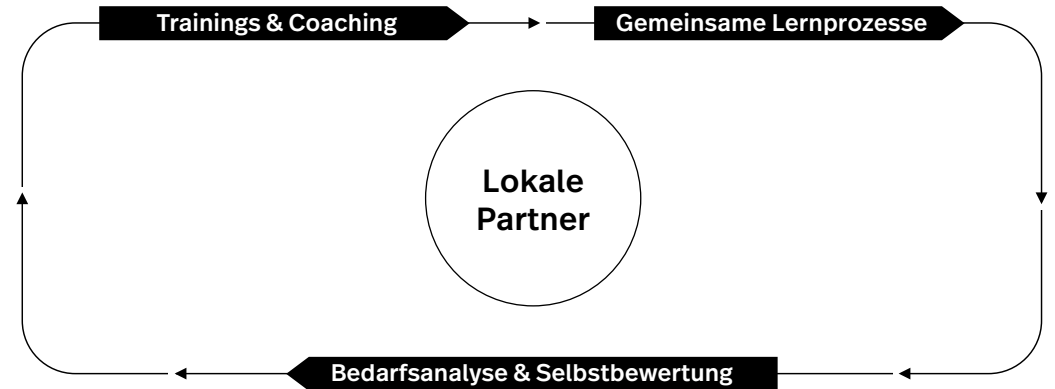 Trainings & Coaching
Gemeinsame Lernprozesse
Lokale
Partner
Bedarfsanalyse & Selbstbewertung